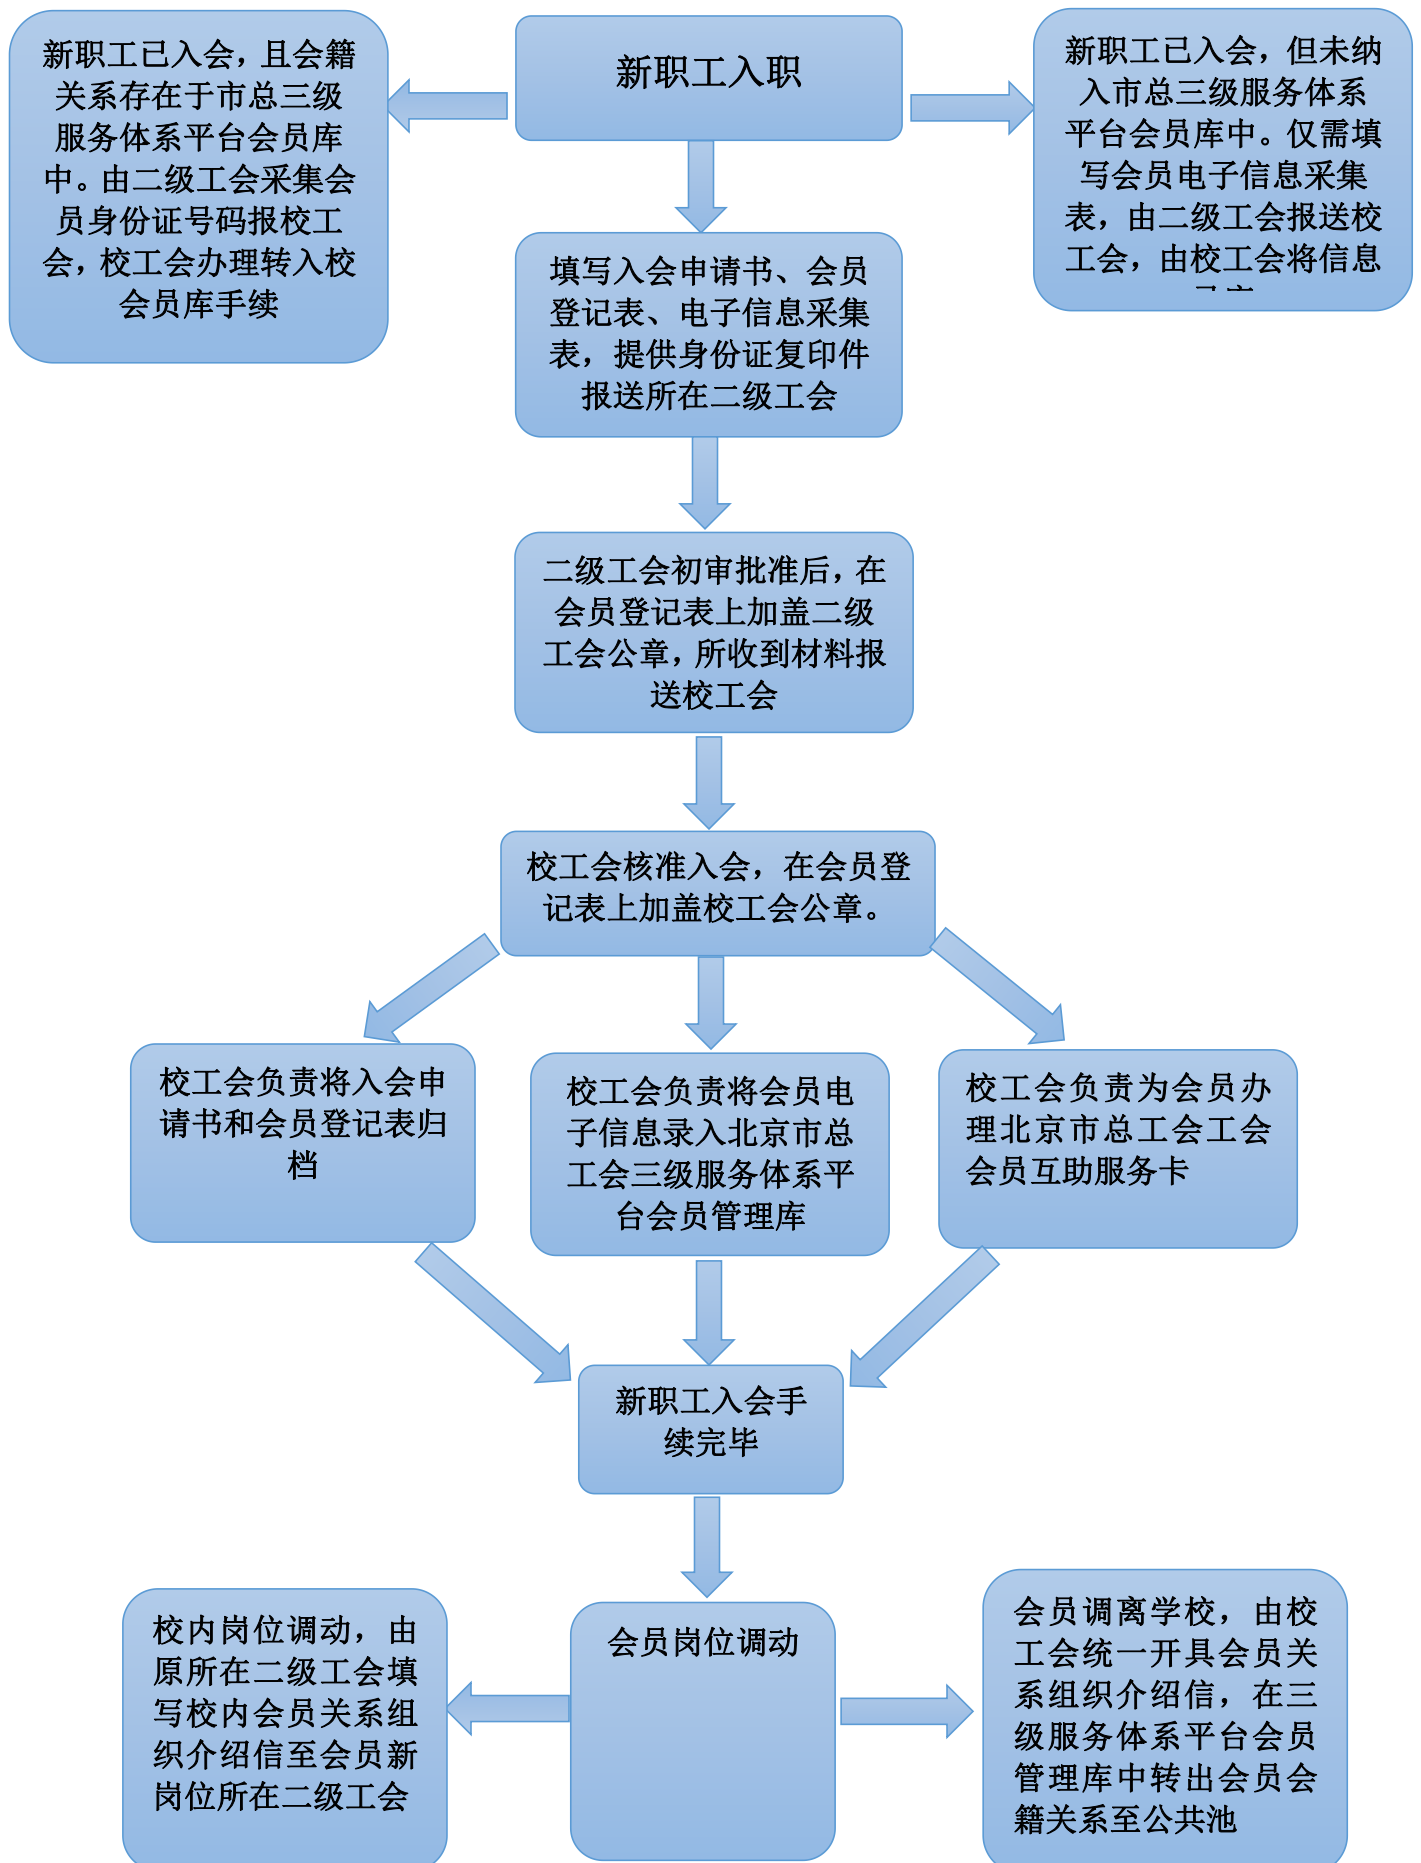 新职工已入会，且会籍
关系存在于市总三级
服务体系平台会员库
中。由二级工会采集会
员身份证号码报校工
会，校工会办理转入校
会员库手续
新职工入职
新职工已入会，但未纳
入市总三级服务体系
平台会员库中。仅需填
写会员电子信息采集
表，由二级工会报送校
工会，由校工会将信息
填写入会申请书、会员
登记表、电子信息采集
表，提供身份证复印件
报送所在二级工会
二级工会初审批准后，在
会员登记表上加盖二级
工会公章，所收到材料报
送校工会
校工会核准入会，在会员登
记表上加盖校工会公章。
校工会负责将入会申
请书和会员登记表归
档
校工会负责将会员电
子信息录入北京市总
工会三级服务体系平
台会员管理库
校工会负责为会员办
理北京市总工会工会
会员互助服务卡
新职工入会手
续完毕
校内岗位调动，由
原所在二级工会填
写校内会员关系组
织介绍信至会员新
岗位所在二级工会
会员岗位调动
会员调离学校，由校
工会统一开具会员关
系组织介绍信，在三
级服务体系平台会员
管理库中转出会员会
籍关系至公共池